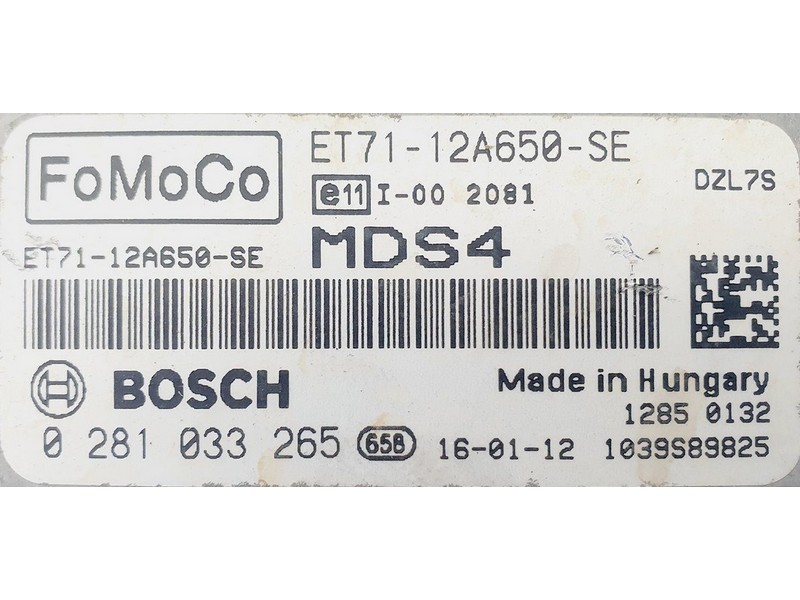 FoMoCo
ET71-12A650-SE
e11 I-00 2081
DZL7S
ET71-12A650-SE
MDS4
BOSCH
Made in Hungary
1285 0132
0 281 033 265 65B 16-01-12 1039S89825